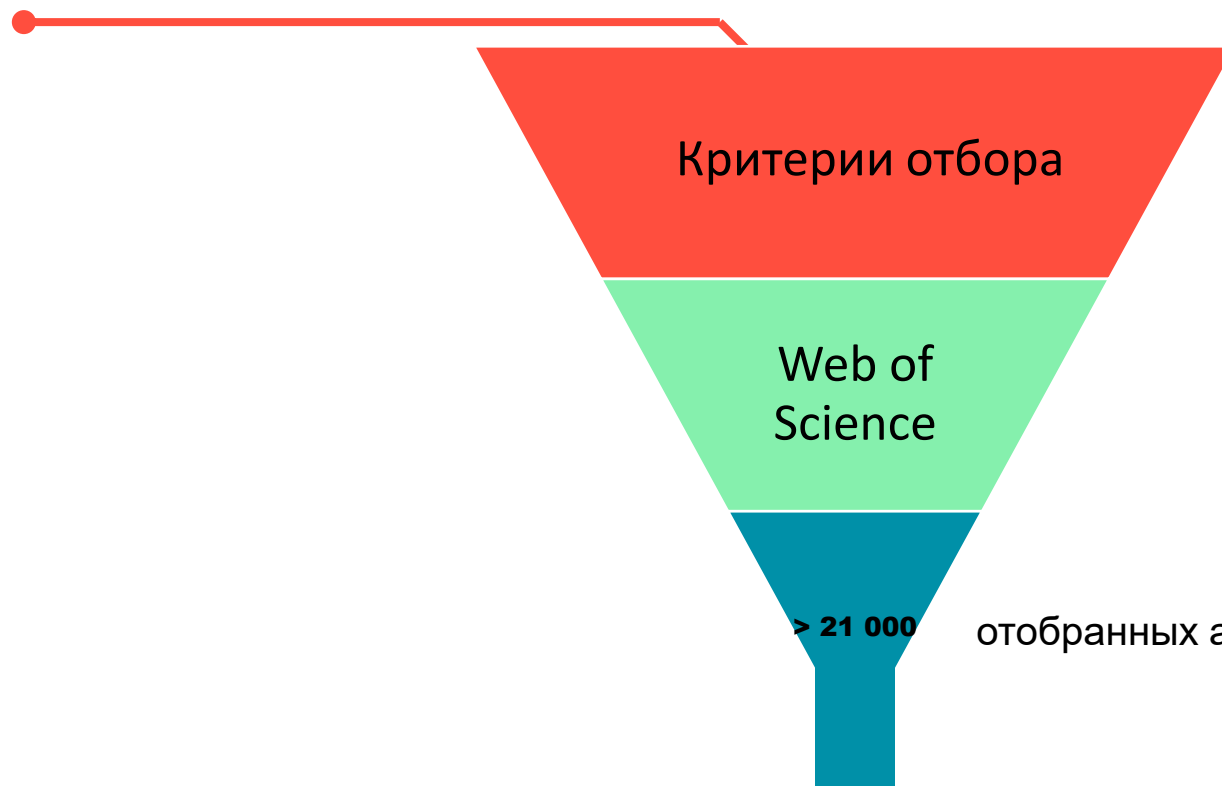 Критерии отбора
Web of
Science
> 21 000 отобранных